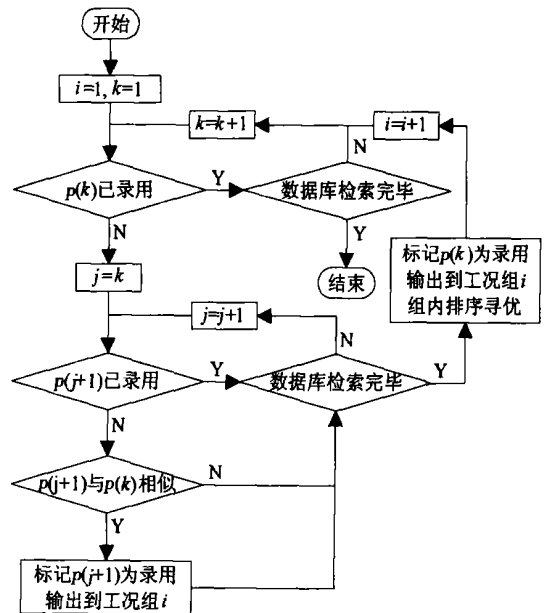 开始
i=1, k=1
k=k+1
i=i+1
N
p(k)已录用
Y
数据库检索完毕
N
Y
标记p(k)为录用
输出到工况组i
组内排序寻优
j=k
结束
j=j+1
N
p(j+1)已录用
Y
数据库检索完毕
Y
N
p(j+1)与p(k)相似
N
Y
标记p(j+1)为录用
输出到工况组i